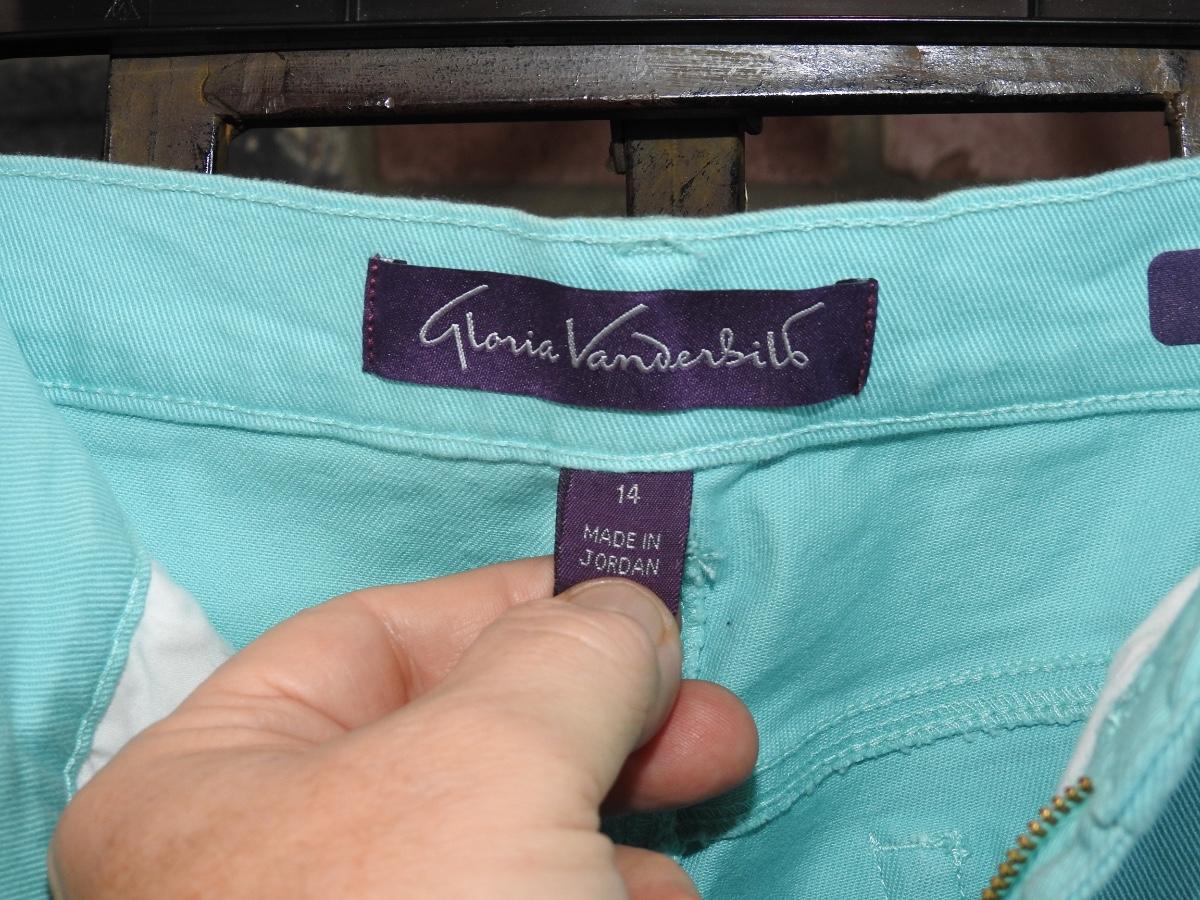 Gloria Vanderbilt
14
MADE IN
JORDAN